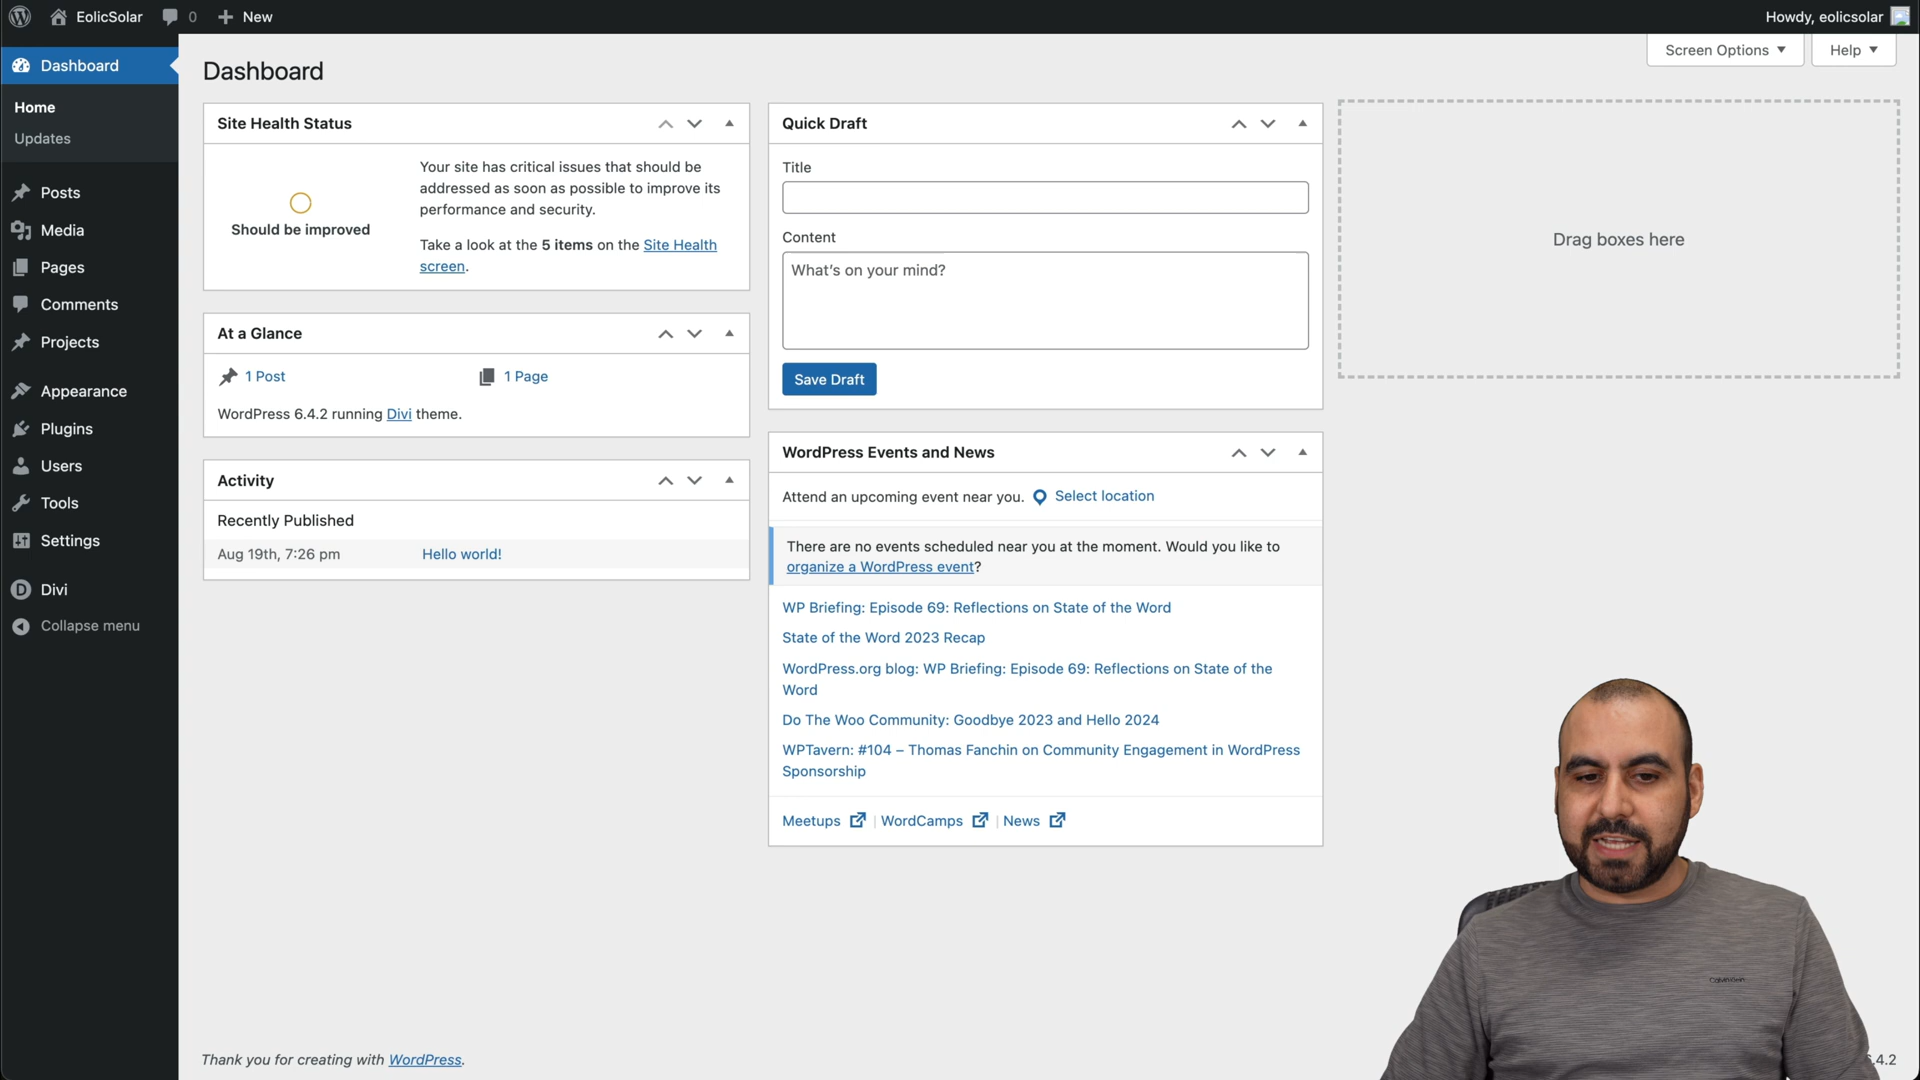 EolicSolar
0
New
Howdy, eolicsolar
Dashboard
Home
Updates
Posts
Media
Pages
Comments
Projects
Appearance
Plugins
Users
Tools
Settings
Divi
Collapse menu
Screen Options
Help
Dashboard
Site Health Status
Should be improved
Your site has critical issues that should be
addressed as soon as possible to improve its
performance and security.
Take a look at the 5 items on the Site Health
screen.
At a Glance
1 Post
1 Page
WordPress 6.4.2 running Divi theme.
Activity
Recently Published
Aug 19th, 7:26 pm
Hello world!
Quick Draft
Title
Content
What's on your mind?
Save Draft
WordPress Events and News
Attend an upcoming event near you. Select location
There are no events scheduled near you at the moment. Would you like to
organize a WordPress event?
WP Briefing: Episode 69: Reflections on State of the Word
State of the Word 2023 Recap
WordPress.org blog: WP Briefing: Episode 69: Reflections on State of the
Word
Do The Woo Community: Goodbye 2023 and Hello 2024
WPTavern: #104 – Thomas Fanchin on Community Engagement in WordPress
Sponsorship
Meetups | WordCamps | News
Drag boxes here
Calvin Klein
Thank you for creating with WordPress.
.4.2